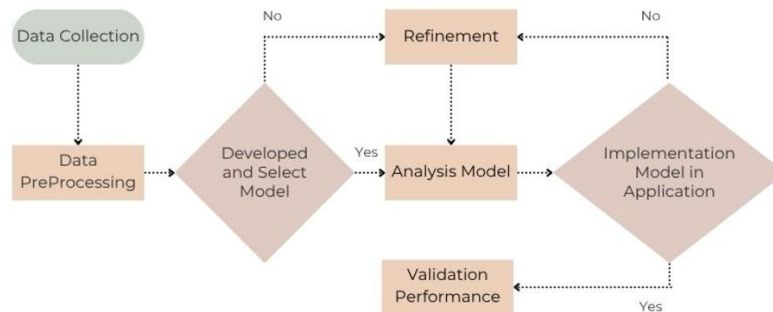 Data Collection
No
Refinement
No
Data
PreProcessing
Developed
and Select
Model
Yes
Analysis Model
Implementation
Model in
Application
Validation
Performance
Yes